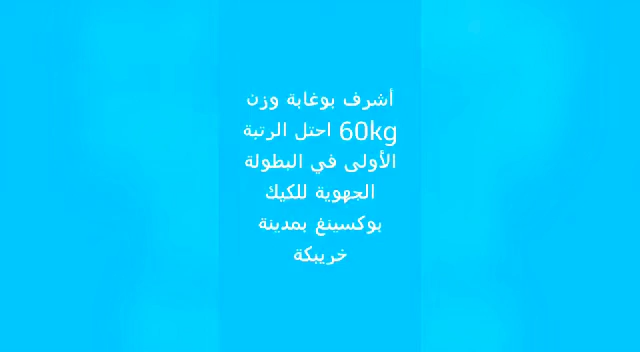 أشرف بوغابة وزن
60kg احتل الرتبة
الأولى في البطولة
الجهوية للكيك
بوكسينغ بمدينة
خريبكة